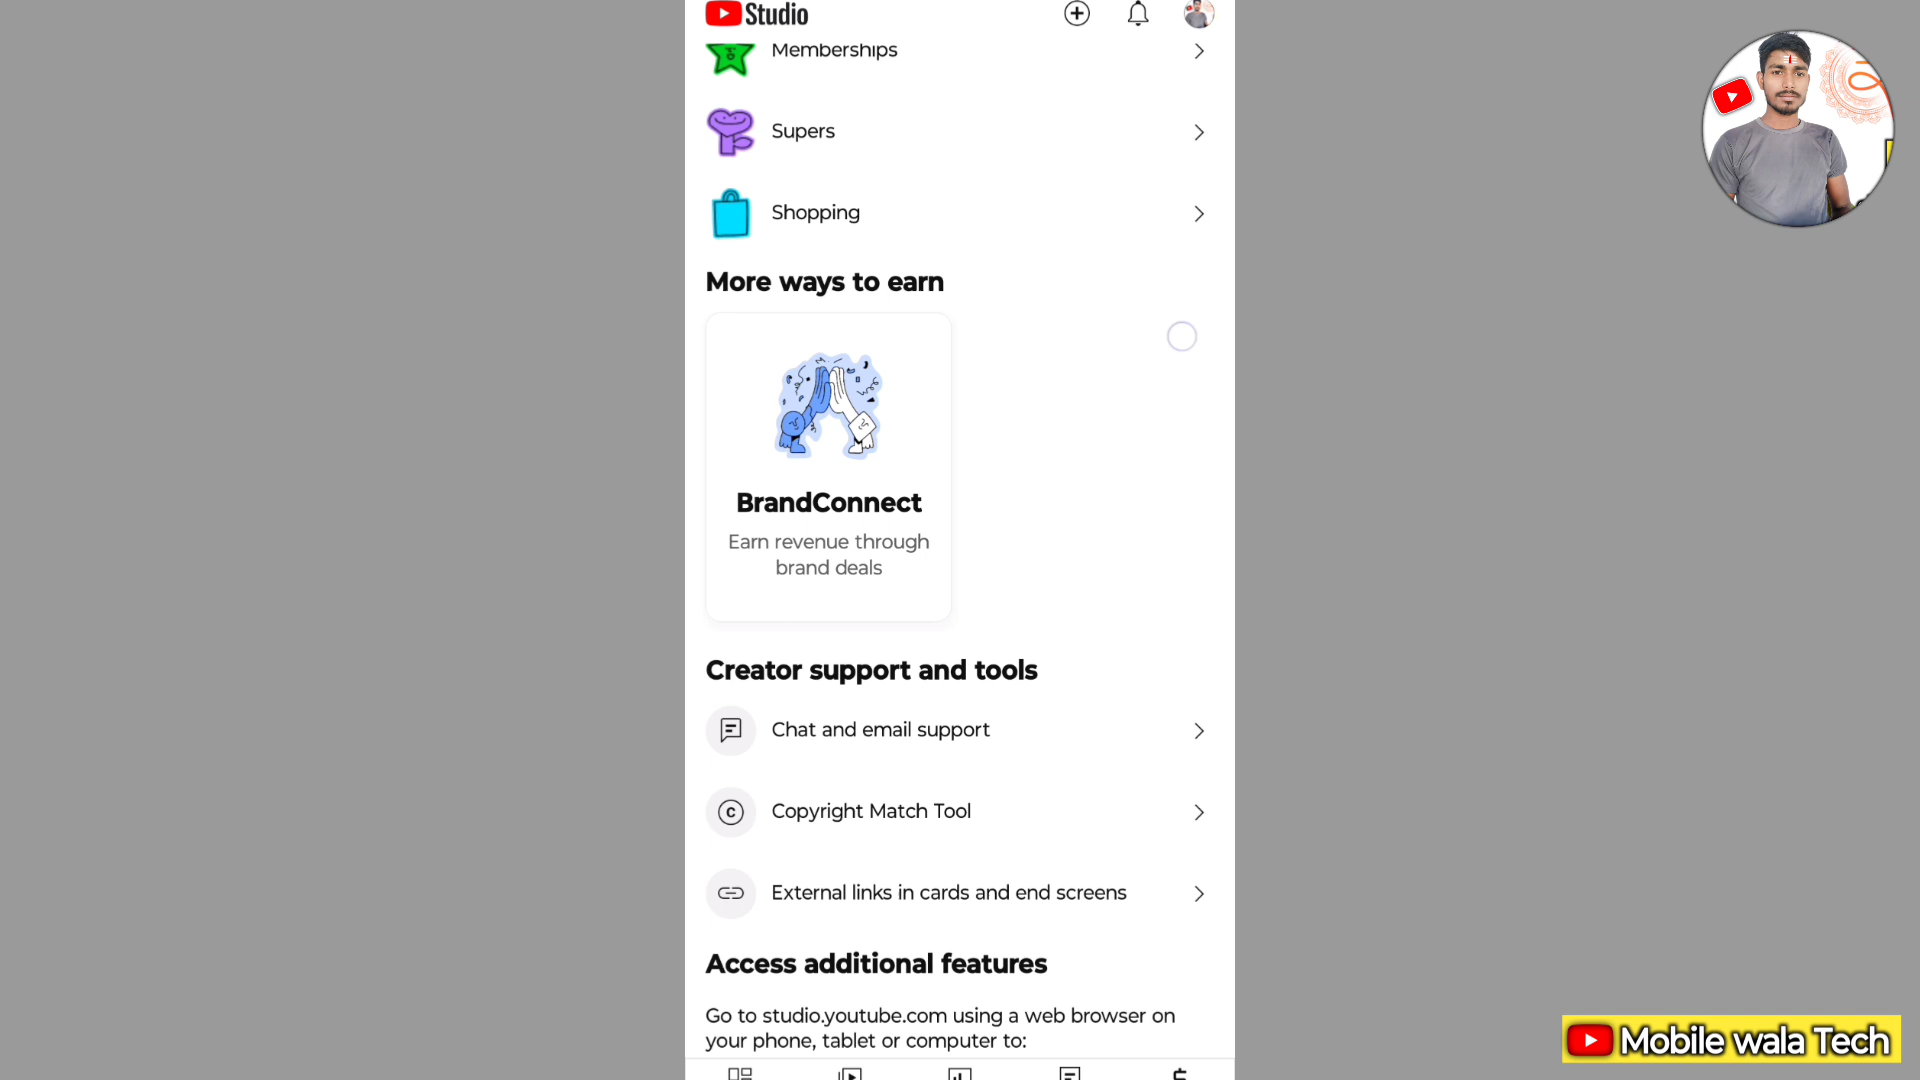 Studio
Memberships
Supers
Shopping
More ways to earn
BrandConnect
Earn revenue through
brand deals
Creator support and tools
Chat and email support
Copyright Match Tool
External links in cards and end screens
Access additional features
Go to studio.youtube.com using a web browser on
your phone, tablet or computer to:
Mobile wala Tech